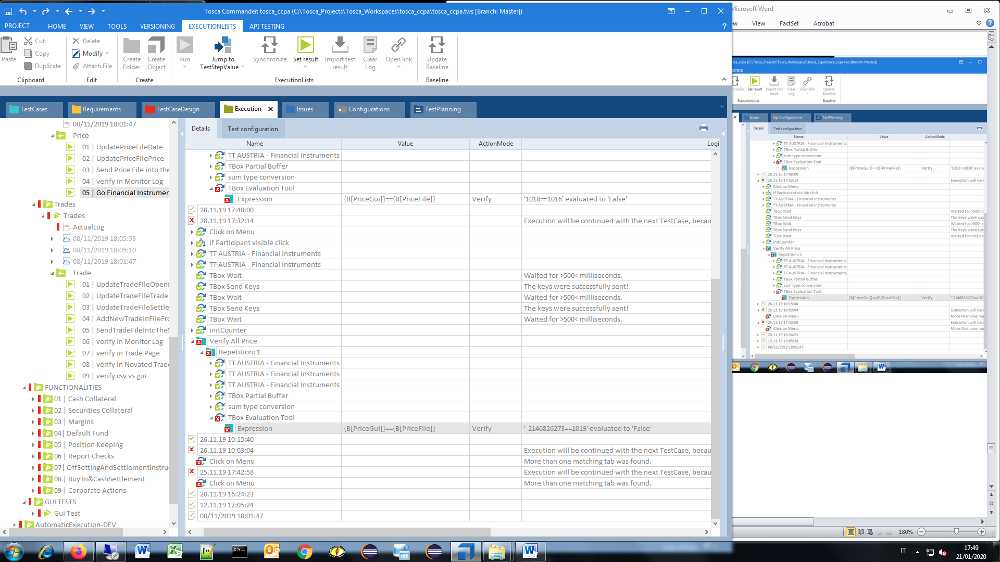 Tosca Commander: tosca_ccpa (C:\Tosca_Projects\Tosca_Workspaces\tosca_ccpa\tosca_ccpa.tws [Branch: Master])
PROJECT HOME VIEW TOOLS VERSIONING EXECUTIONLISTS API TESTING ?
Paste Cut Copy Duplicate
Delete Modify Attach File
Create Folder Create Object
Run Jump to TestStepValue Synchronize Set result Import test result Clear Log Open link
Update Baseline
Clipboard Edit Create ExecutionLists Baseline
TestCases Requirements TestCaseDesign Execution Issues Configurations TestPlanning
08/11/2019 18:01:47
Price
01 | UpdatePriceFileDate
02 | UpdatePriceFilePrice
03 | Send Price File into the
04 | verify in Monitor Log
05 | Go Financial Instrumen
Trades
Trades
ActualLog
08/11/2019 18:05:53
08/11/2019 18:05:10
08/11/2019 18:01:47
Trade
01 | UpdateTradeFileOpeni
02 | UpdateTradeFileTradeI
03 | UpdateTradeFileSettle
04 | AddNewTradeInFileFro
05 | SendTradeFileIntoTheS
06 | verify in Monitor Log
07 | verify in Trade Page
08 | verify in Novated Trade
09 | verify csv vs gui
FUNCTIONALITIES
01 | Cash Collateral
02 | Securities Collateral
03 | Margins
04| Default Fund
05 | Position Keeping
06 | Report Checks
07| OffSettingAndSettlementInstru
08 | Buy In&CashSettlement
09 | Corporate Actions
GUI TESTS
Gui Test
AutomaticExecution-DEV
Details Test configuration
Name Value ActionMode Logi
TT AUSTRIA - Financial Instruments
TBox Partial Buffer
sum type conversion
TBox Evaluation Tool
Expression {B[PriceGui]}=={B[PriceFile]} Verify '1018==1016' evaluated to 'False'
28.11.19 17:48:00
28.11.19 17:32:14 Execution will be continued with the next TestCase, becau
Click on Menu
if Participant visible click
TT AUSTRIA - Financial Instruments
TT AUSTRIA - Financial Instruments
TBox Wait Waited for >500< milliseconds.
TBox Send Keys The keys were successfully sent!
TBox Wait Waited for >500< milliseconds.
TBox Send Keys The keys were successfully sent!
TBox Wait Waited for >500< milliseconds.
initCounter
Verify All Price
Repetition: 1
TT AUSTRIA - Financial Instruments
TT AUSTRIA - Financial Instruments
TT AUSTRIA - Financial Instruments
TBox Partial Buffer
sum type conversion
TBox Evaluation Tool
Expression {B[PriceGui]}=={B[PriceFile]} Verify '-2146826273==1019' evaluated to 'False'
26.11.19 10:15:40
26.11.19 10:03:04 Execution will be continued with the next TestCase, becau
Click on Menu More than one matching tab was found.
25.11.19 17:42:58 Execution will be continued with the next TestCase, becau
Click on Menu More than one matching tab was found.
20.11.19 16:24:23
12.11.19 12:05:24
08/11/2019 18:01:47
Microsoft Word
ew View FactSet Acrobat
sca_ccpa (C:\Tosca_Projects\Tosca_Workspaces\tosca_ccpa\tosca_ccpa.tws [Branch: Master])
ESTING
hronize Set result Import test result Clear Log Open link Update Baseline
ExecutionLists Baseline
Issues Configurations TestPlanning
Details Test configuration
Name Value ActionMode
TT AUSTRIA - Financial Instruments
TBox Partial Buffer
sum type conversion
TBox Evaluation Tool
Expression {B[PriceGui]}=={B[PriceFile]} Verify '1018==1016' evalu
28.11.19 17:48:00
28.11.19 17:32:14 Execution will be c
Click on Menu
if Participant visible click
TT AUSTRIA - Financial Instruments
TT AUSTRIA - Financial Instruments
TBox Wait Waited for >500< r
TBox Send Keys The keys were suc
TBox Wait Waited for >500< r
TBox Send Keys The keys were suc
TBox Wait Waited for >500< r
initCounter
Verify All Price
Repetition: 1
TT AUSTRIA - Financial Instruments
TT AUSTRIA - Financial Instruments
TT AUSTRIA - Financial Instruments
TBox Partial Buffer
sum type conversion
TBox Evaluation Tool
Expression {B[PriceGui]}=={B[PriceFile]} Verify '-2146826273==101
26.11.19 10:15:40
26.11.19 10:03:04 Execution will be c
Click on Menu More than one ma
25.11.19 17:42:58 Execution will be c
Click on Menu More than one ma
20.11.19 16:24:23
12.11.19 12:05:24
08/11/2019 18:01:47
180%
IT
17:49
21/01/2020